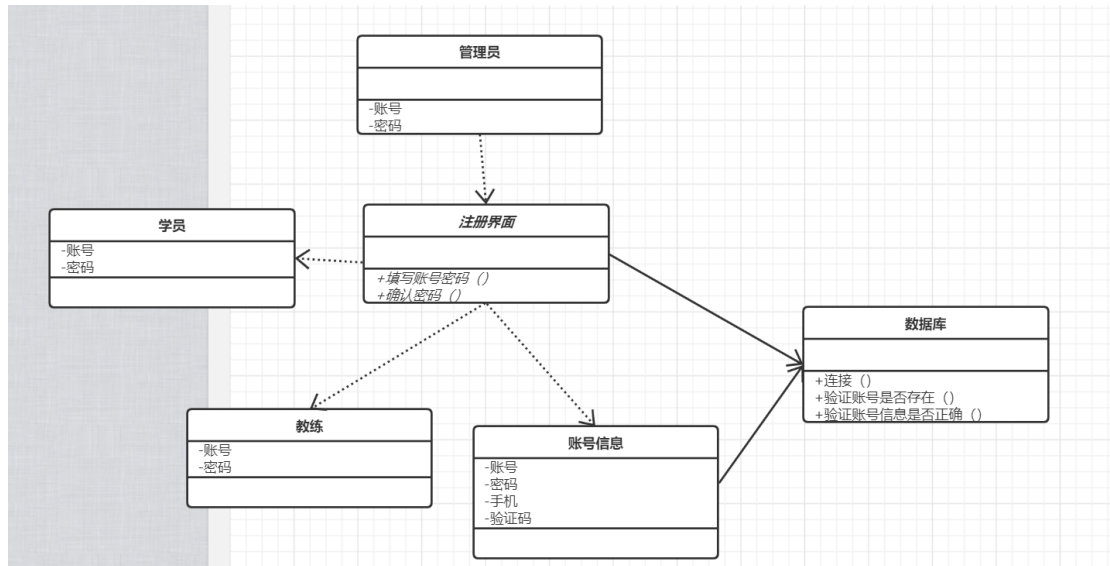 管理员
-账号
-密码
学员
-账号
-密码
注册界面
+填写账号密码（）
+确认密码（）
数据库
+连接（）
+验证账号是否存在（）
+验证账号信息是否正确（）
教练
-账号
-密码
账号信息
-账号
-密码
-手机
-验证码